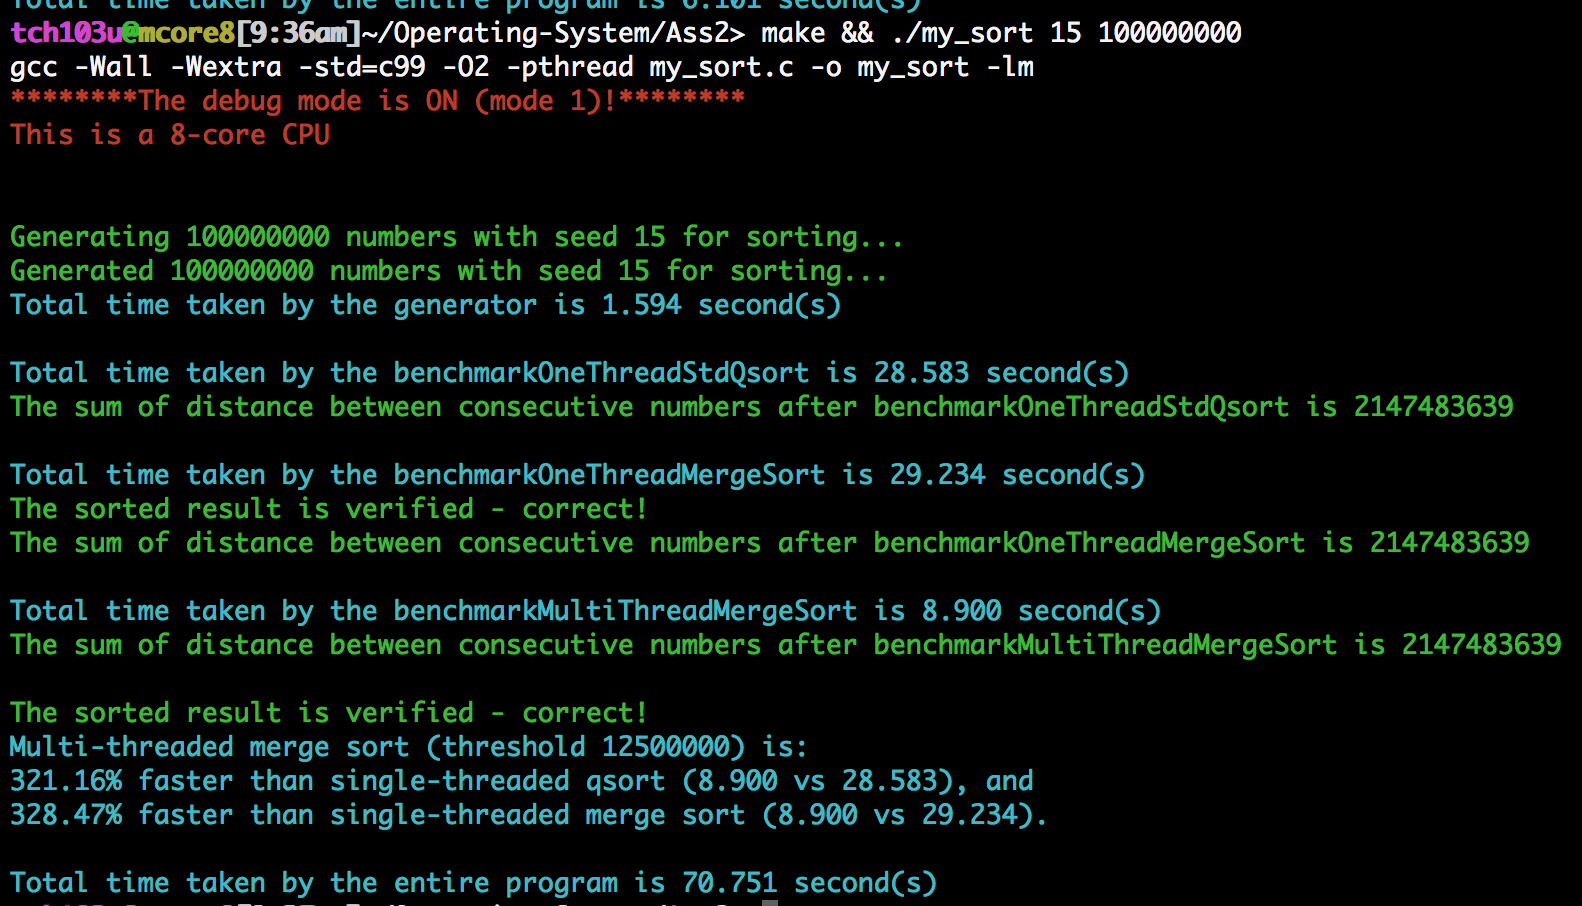 Total time taken by the entire program is 6.101 second(s)
tch103u@mcore8[9:36am]~/Operating-System/Ass2> make && ./my_sort 15 100000000
gcc -Wall -Wextra -std=c99 -O2 -pthread my_sort.c -o my_sort -lm
********The debug mode is ON (mode 1)!********
This is a 8-core CPU
Generating 100000000 numbers with seed 15 for sorting...
Generated 100000000 numbers with seed 15 for sorting...
Total time taken by the generator is 1.594 second(s)
Total time taken by the benchmarkOneThreadStdQsort is 28.583 second(s)
The sum of distance between consecutive numbers after benchmarkOneThreadStdQsort is 2147483639
Total time taken by the benchmarkOneThreadMergeSort is 29.234 second(s)
The sorted result is verified - correct!
The sum of distance between consecutive numbers after benchmarkOneThreadMergeSort is 2147483639
Total time taken by the benchmarkMultiThreadMergeSort is 8.900 second(s)
The sum of distance between consecutive numbers after benchmarkMultiThreadMergeSort is 2147483639
The sorted result is verified - correct!
Multi-threaded merge sort (threshold 12500000) is:
321.16% faster than single-threaded qsort (8.900 vs 28.583), and
328.47% faster than single-threaded merge sort (8.900 vs 29.234).
Total time taken by the entire program is 70.751 second(s)